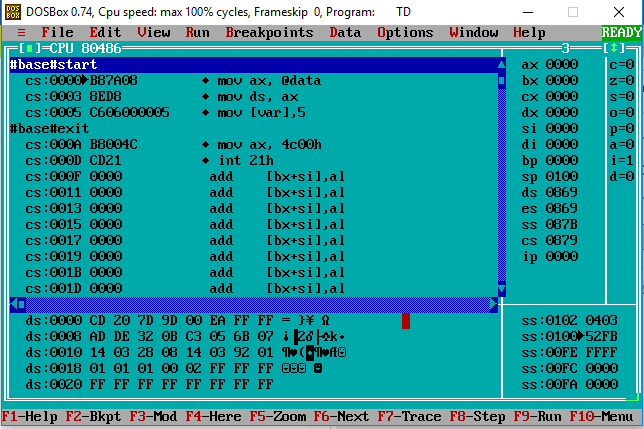 DOSBox 0.74, Cpu speed: max 100% cycles, Frameskip 0, Program: TD
≡ File Edit View Run Breakpoints Data Options Window Help READY
[■]=CPU 80486 3 [↕]
#base#start
cs:0000►B87A08 ♦ mov ax, @data
cs:0003 8ED8 ♦ mov ds, ax
cs:0005 C606000005 ♦ mov [var],5
#base#exit
cs:000A B8004C ♦ mov ax, 4c00h
cs:000D CD21 ♦ int 21h
cs:000F 0000 add [bx+si],al
cs:0011 0000 add [bx+si],al
cs:0013 0000 add [bx+si],al
cs:0015 0000 add [bx+si],al
cs:0017 0000 add [bx+si],al
cs:0019 0000 add [bx+si],al
cs:001B 0000 add [bx+si],al
cs:001D 0000 add [bx+si],al
ax 0000 c=0
bx 0000 z=0
cx 0000 s=0
dx 0000 o=0
si 0000 p=0
di 0000 a=0
bp 0000 i=1
sp 0100 d=0
ds 0869
es 0869
ss 087B
cs 0879
ip 0000
ds:0000 CD 20 7D 9D 00 EA FF FF = }¥ Ω
ds:0008 AD DE 32 0B C3 05 6B 07 ¡▐2♂├♣k•
ds:0010 14 03 28 08 14 03 92 01 ¶♥(◘¶♥Æ☺
ds:0018 01 01 01 00 02 FF FF FF ☺☺☺ ☻
ds:0020 FF FF FF FF FF FF FF FF
ss:0102 0403
ss:0100►52FB
ss:00FE FFFF
ss:00FC 0000
ss:00FA 0000
F1-Help F2-Bkpt F3-Mod F4-Here F5-Zoom F6-Next F7-Trace F8-Step F9-Run F10-Menu